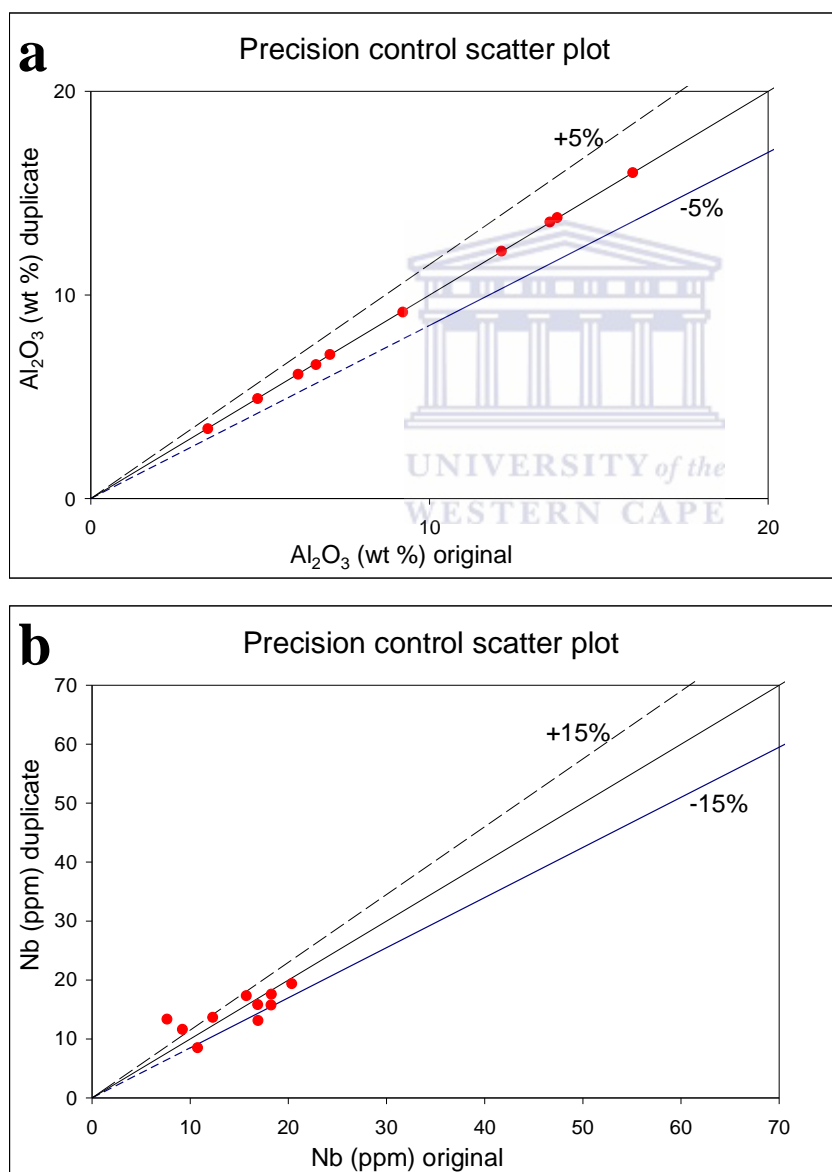 a
Precision control scatter plot
20
+5%
-5%
Al₂O₃ (wt %) duplicate
10
UNIVERSITY of the
WESTERN CAPE
0
0
10
20
Al₂O₃ (wt %) original
b
Precision control scatter plot
70
+15%
60
-15%
50
Nb (ppm) duplicate
40
30
20
10
0
0
10
20
30
40
50
60
70
Nb (ppm) original